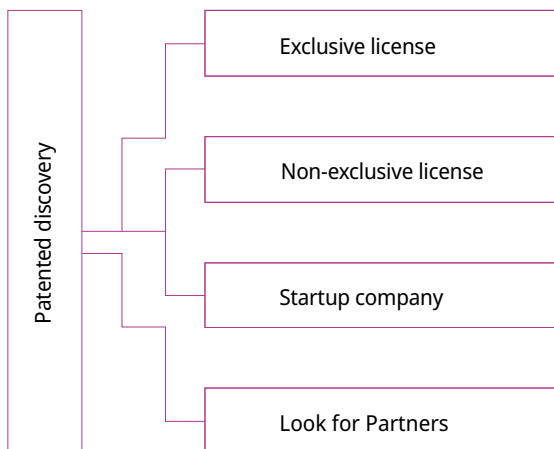 Patented discovery
Exclusive license
Non-exclusive license
Startup company
Look for Partners